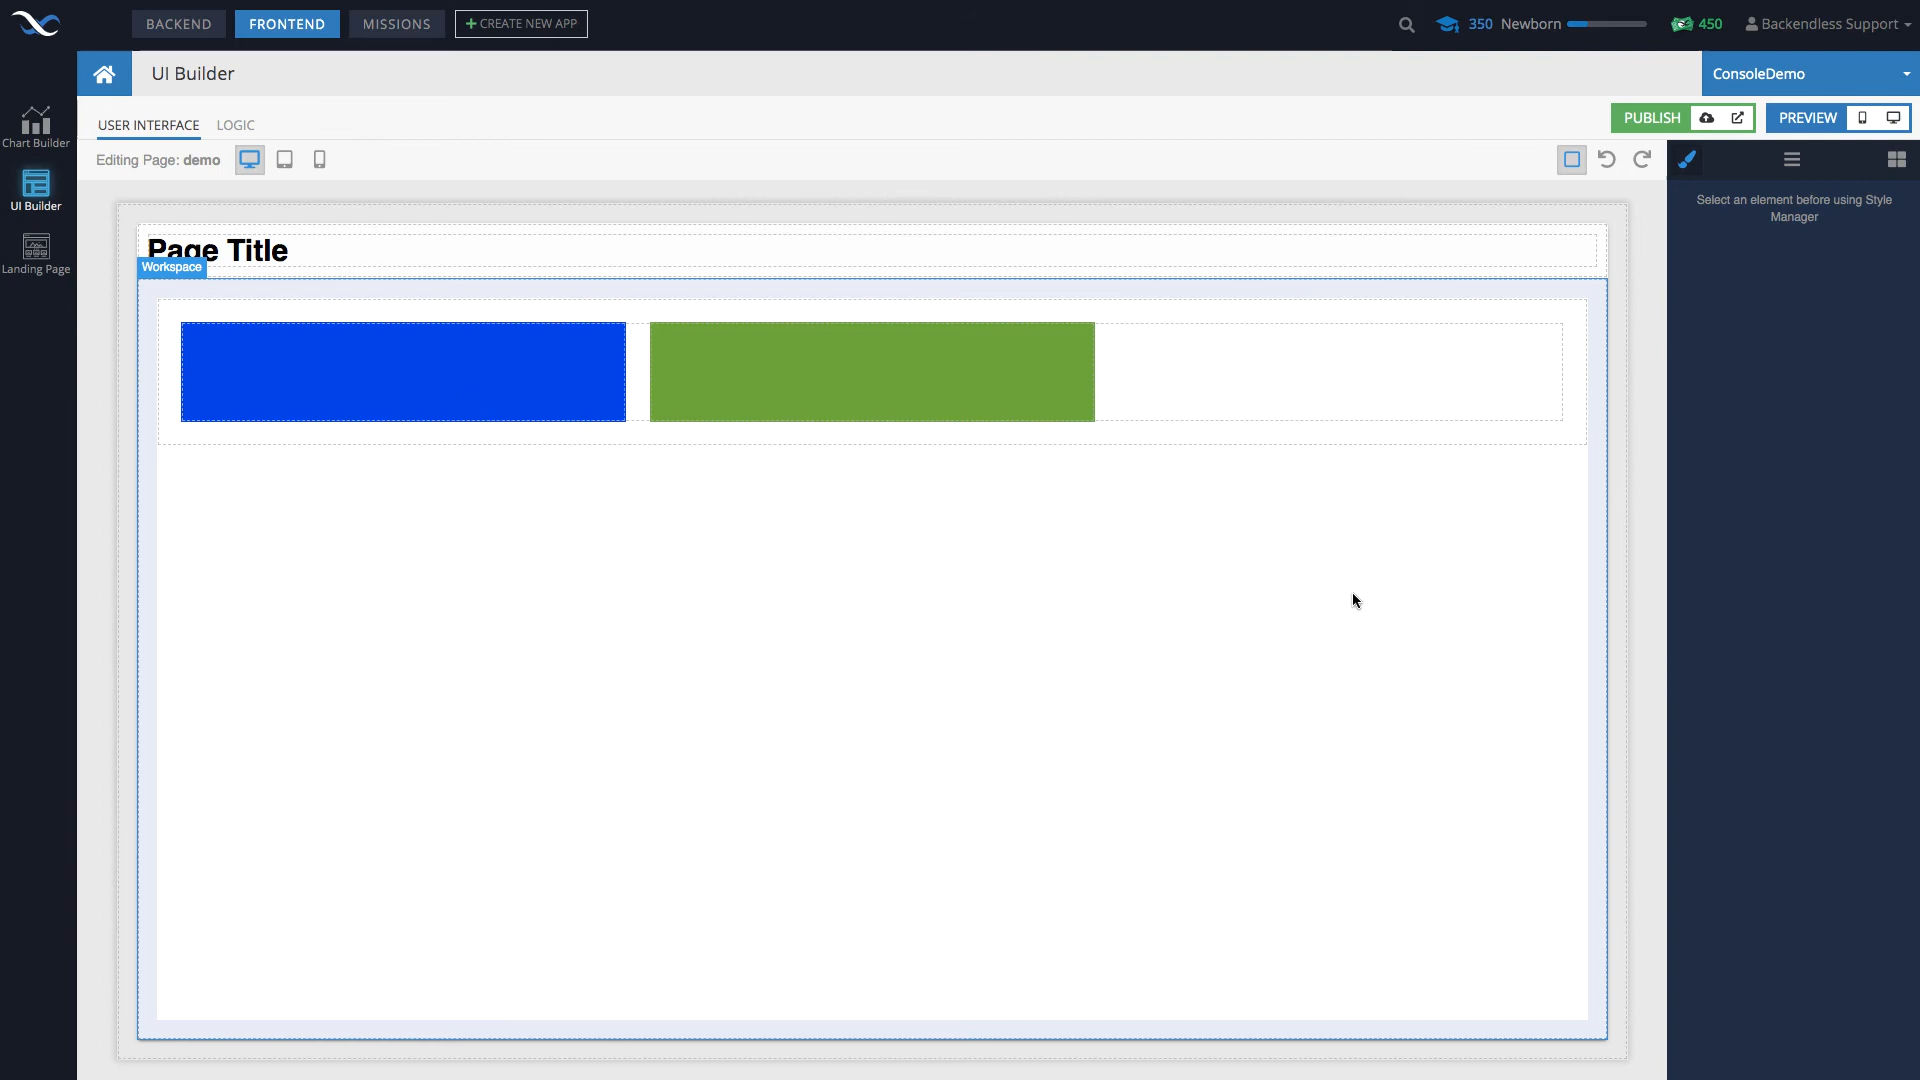 BACKEND
FRONTEND
MISSIONS
+ CREATE NEW APP
350 Newborn
450
Backendless Support
UI Builder
ConsoleDemo
USER INTERFACE
LOGIC
PUBLISH
PREVIEW
Chart Builder
UI Builder
Landing Page
Editing Page: demo
Select an element before using Style
Manager
Page Title
Workspace